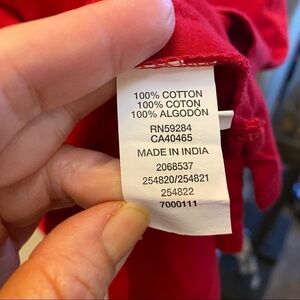 100% COTTON
100% COTON
100% ALGODÓN
RN59284
CA40465
MADE IN INDIA
2068537
254820/254821
254822
7000111